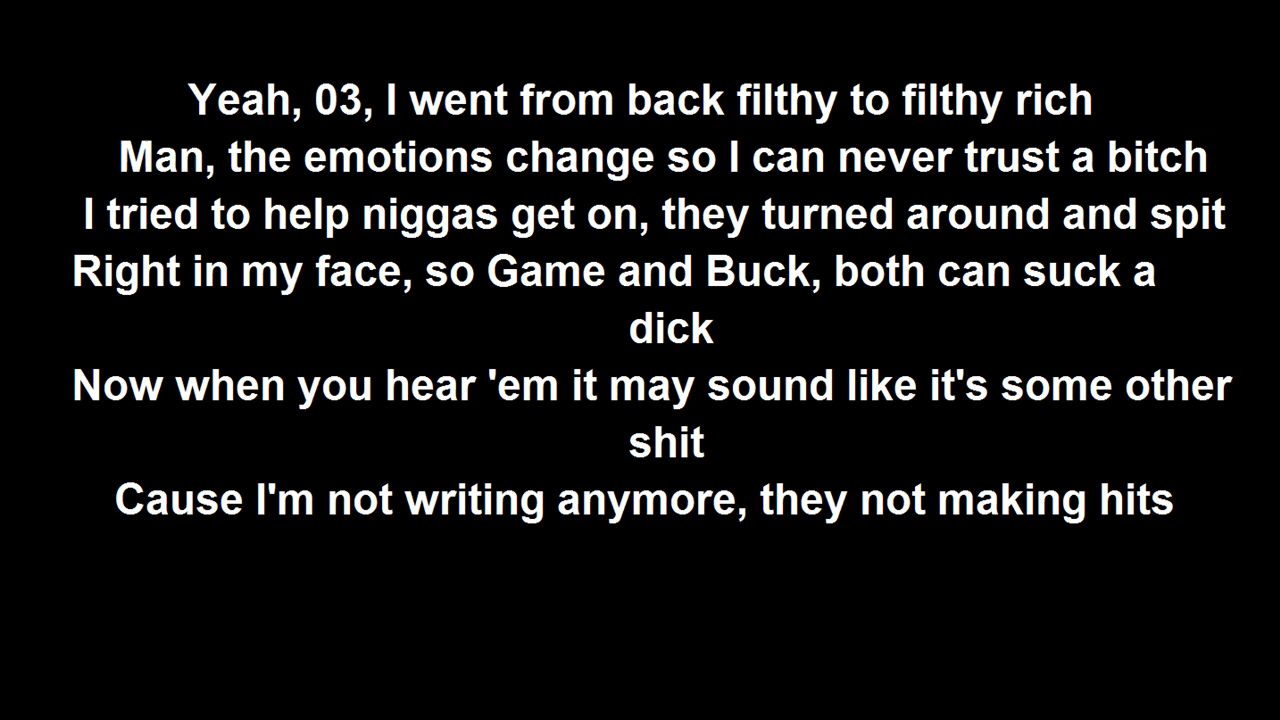 Yeah, 03, I went from back filthy to filthy rich
Man, the emotions change so I can never trust a bitch
I tried to help niggas get on, they turned around and spit
Right in my face, so Game and Buck, both can suck a
dick
Now when you hear 'em it may sound like it's some other
shit
Cause I'm not writing anymore, they not making hits